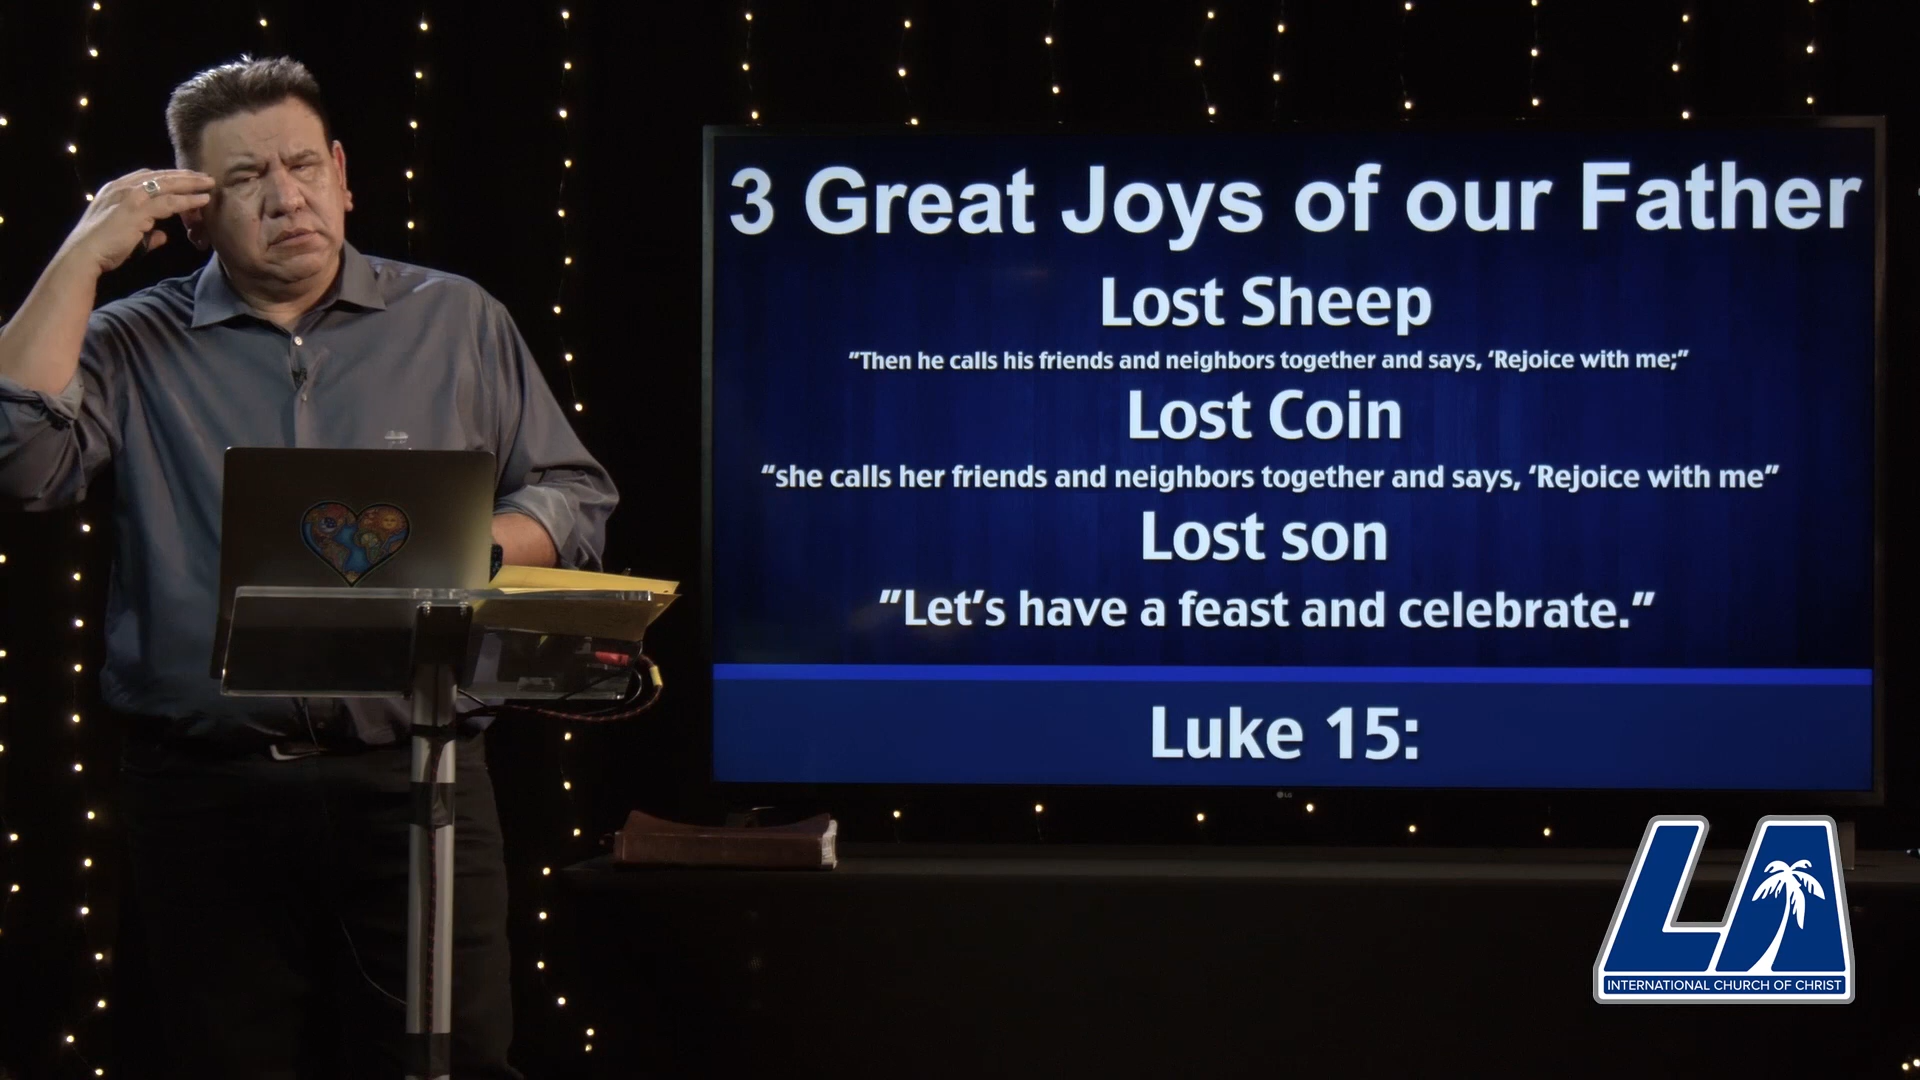 3 Great Joys of our Father
Lost Sheep
"Then he calls his friends and neighbors together and says, 'Rejoice with me;"
Lost Coin
"she calls her friends and neighbors together and says, 'Rejoice with me"
Lost son
"Let's have a feast and celebrate."
Luke 15:
LG
LA
INTERNATIONAL CHURCH OF CHRIST